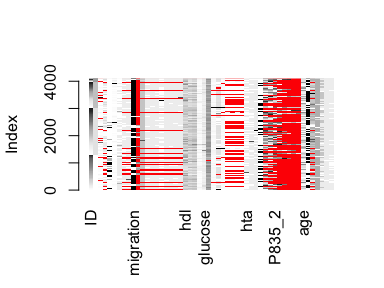 Index
4000
2000
0
ID
migration
hdl
glucose
hta
P835_2
age